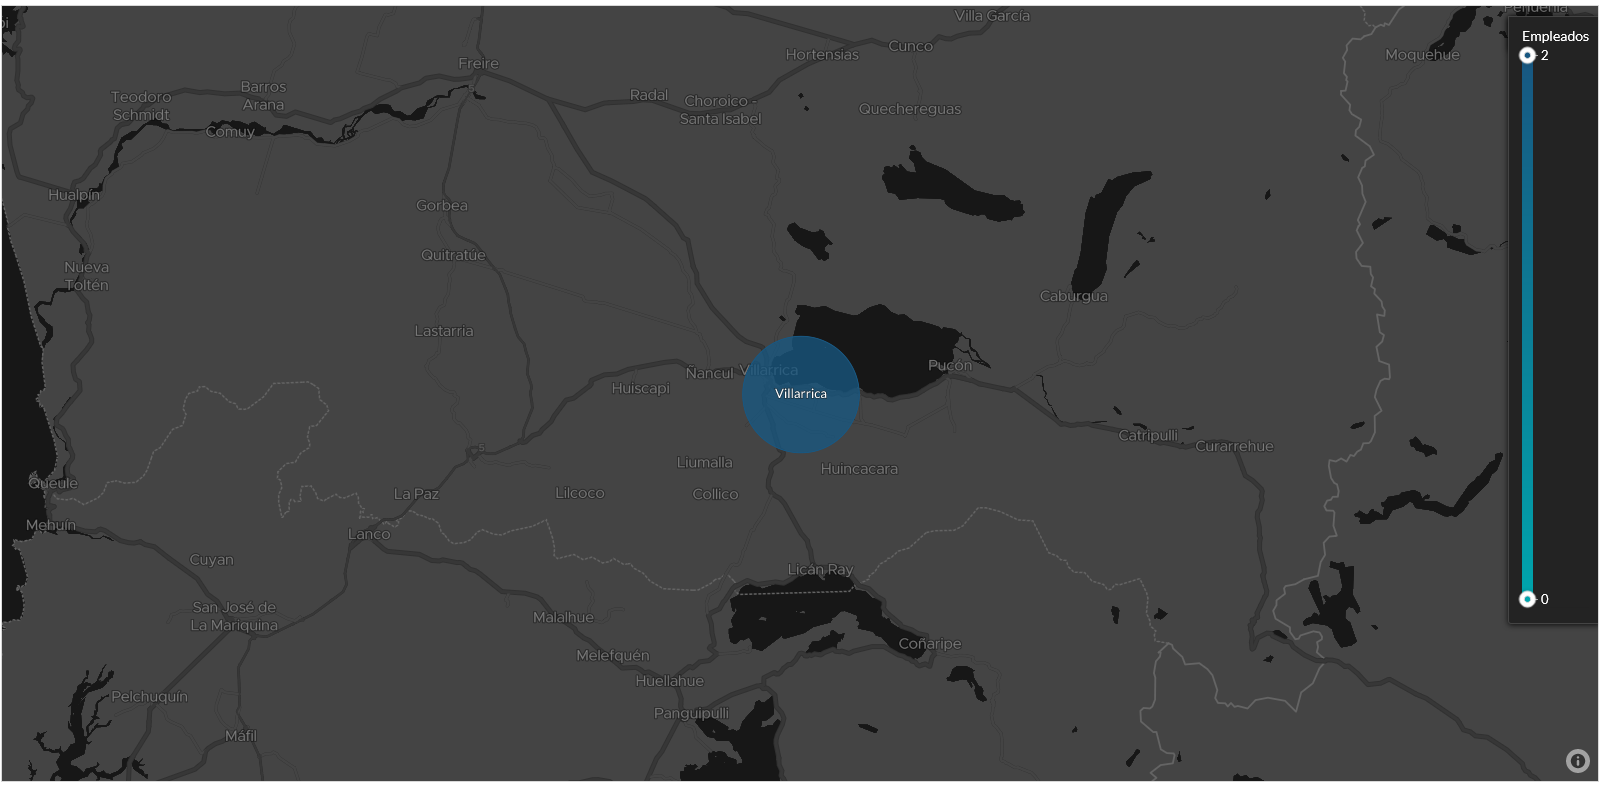 Villa García
Hortensias
Cunco
Moquehue
Freire
Teodoro
Schmidt
Barros
Arana
Radal
Choroico -
Santa Isabel
Quechereguas
Comuy
Hualpín
Gorbea
Quitratúe
Nueva
Toltén
Caburgua
Lastarria
Ñancul
Villarrica
Pucón
Huiscapi
Villarrica
Catripulli
Curarrehue
5
Liumalla
Huincacara
Queule
La Paz
Lilcoco
Collico
Mehuín
Lanco
Cuyan
Licán Ray
San José de
La Mariquina
Malalhue
Coñaripe
Melefquén
Huellahue
Pelchuquín
Panguipulli
Máfil
Empleados
2
0